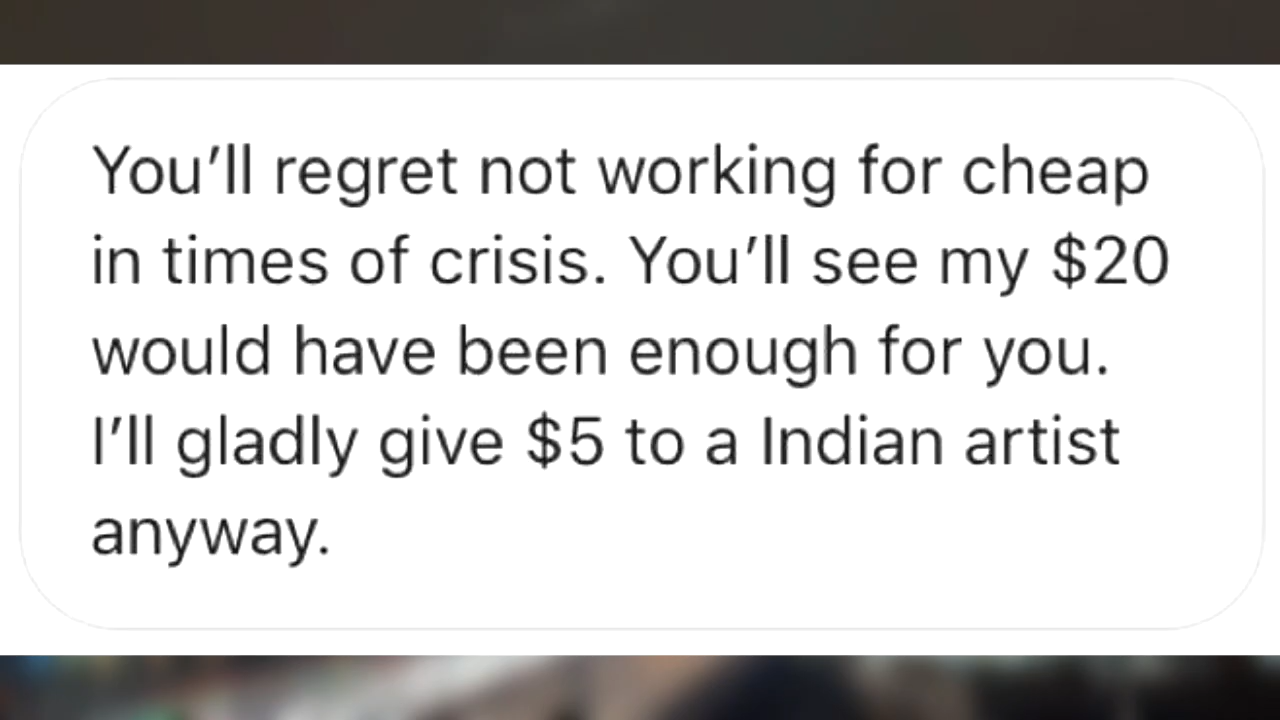 You’ll regret not working for cheap
in times of crisis. You’ll see my $20
would have been enough for you.
I’ll gladly give $5 to a Indian artist
anyway.